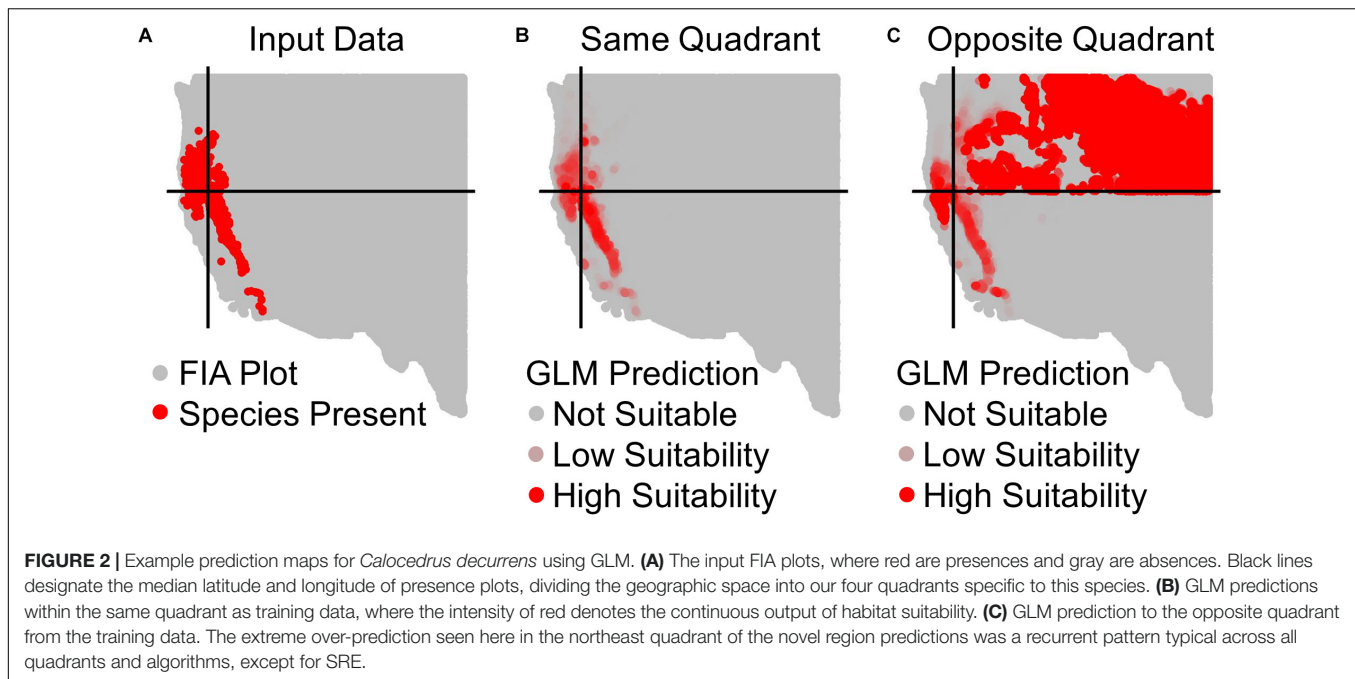 A Input Data
B Same Quadrant
C Opposite Quadrant
FIA Plot
Species Present
GLM Prediction
Not Suitable
Low Suitability
High Suitability
GLM Prediction
Not Suitable
Low Suitability
High Suitability
FIGURE 2 | Example prediction maps for Calocedrus decurrens using GLM. (A) The input FIA plots, where red are presences and gray are absences. Black lines
designate the median latitude and longitude of presence plots, dividing the geographic space into our four quadrants specific to this species. (B) GLM predictions
within the same quadrant as training data, where the intensity of red denotes the continuous output of habitat suitability. (C) GLM prediction to the opposite quadrant
from the training data. The extreme over-prediction seen here in the northeast quadrant of the novel region predictions was a recurrent pattern typical across all
quadrants and algorithms, except for SRE.